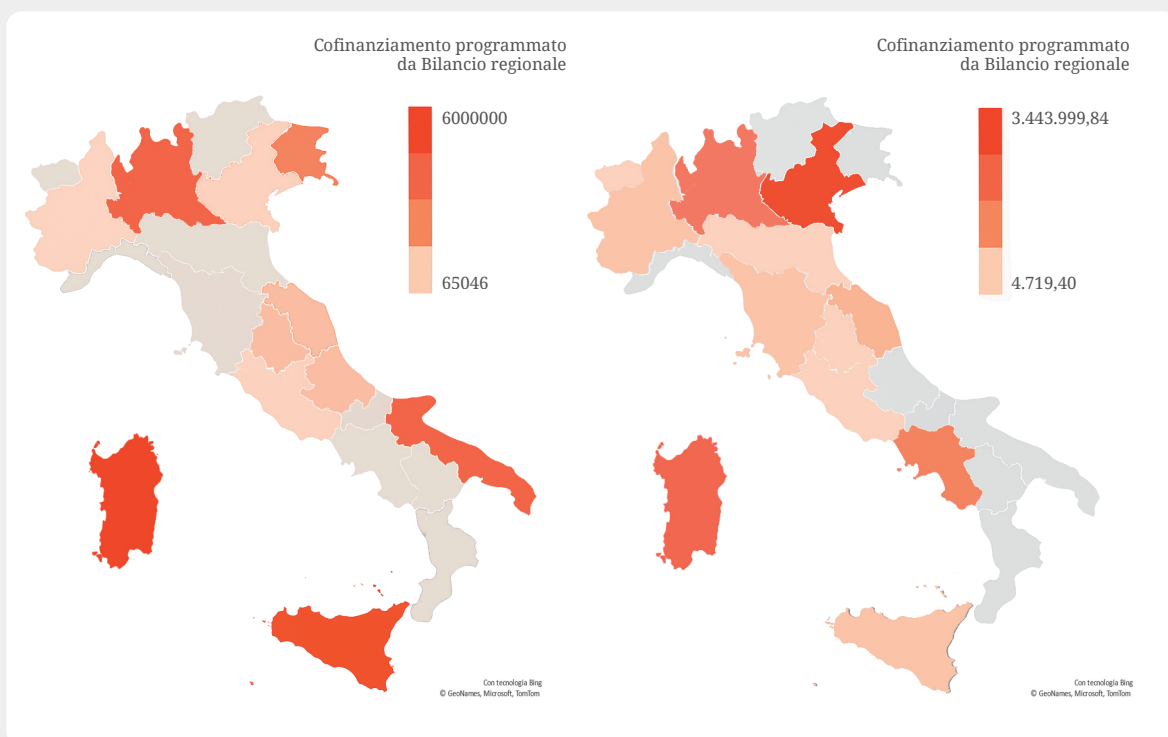 Cofinanziamento programmato
da Bilancio regionale
6000000
65046
Con tecnologia Bing
© GeoNames, Microsoft, TomTom
Cofinanziamento programmato
da Bilancio regionale
3.443.999,84
4.719,40
Con tecnologia Bing
© GeoNames, Microsoft, TomTom